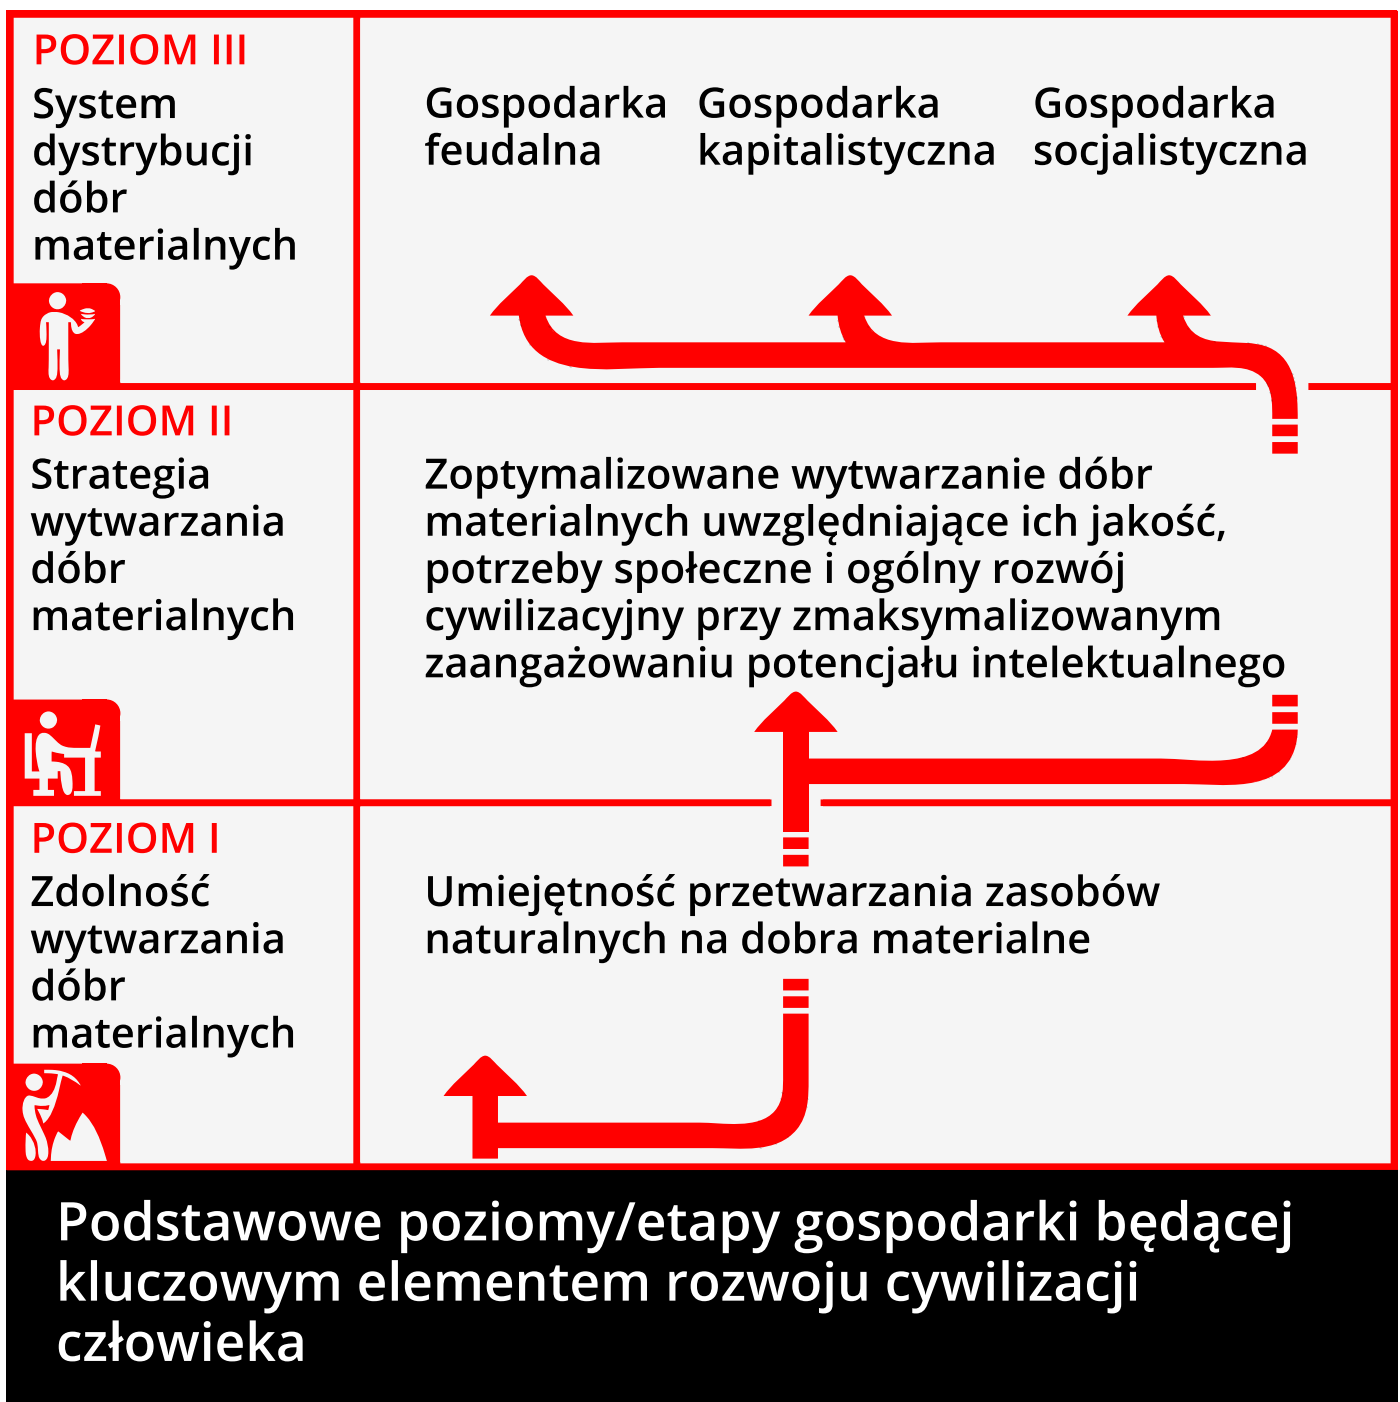 POZIOM III
System
dystrybucji
dóbr
materialnych
Gospodarka
feudalna
Gospodarka
kapitalistyczna
Gospodarka
socjalistyczna
POZIOM II
Strategia
wytwarzania
dóbr
materialnych
Zoptymalizowane wytwarzanie dóbr
materialnych uwzględniające ich jakość,
potrzeby społeczne i ogólny rozwój
cywilizacyjny przy zmaksymalizowanym
zaangażowaniu potencjału intelektualnego
POZIOM I
Zdolność
wytwarzania
dóbr
materialnych
Umiejętność przetwarzania zasobów
naturalnych na dobra materialne
Podstawowe poziomy/etapy gospodarki będącej
kluczowym elementem rozwoju cywilizacji
człowieka